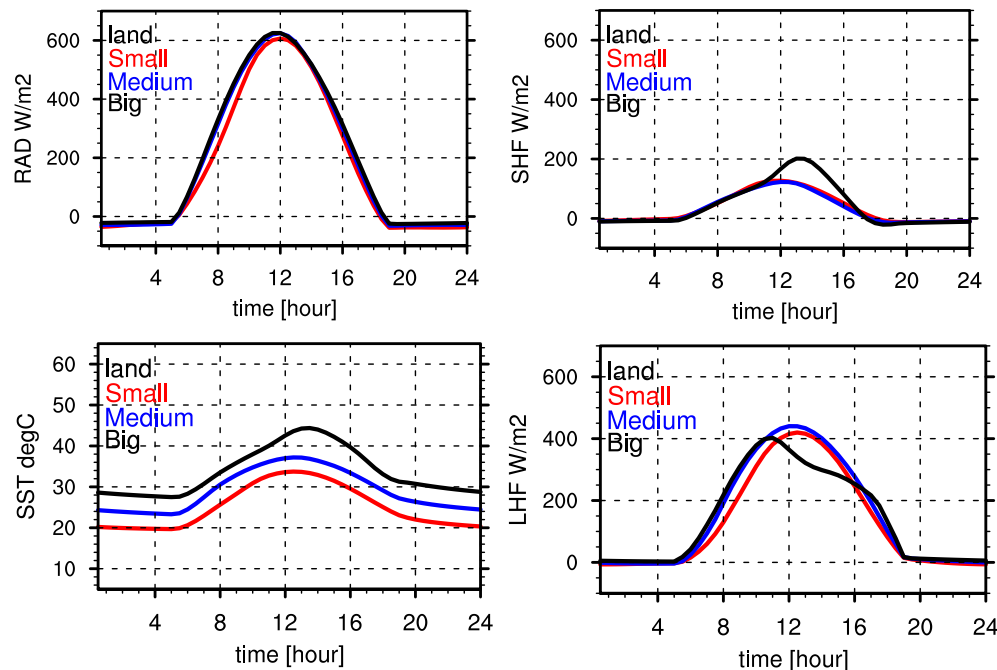 RAD W/m2
600
400
200
0
land
Small
Medium
Big
4 8 12 16 20 24
time [hour]
SHF W/m2
600
400
200
0
land
Small
Medium
Big
4 8 12 16 20 24
time [hour]
SST degC
60
50
40
30
20
10
land
Small
Medium
Big
4 8 12 16 20 24
time [hour]
LHF W/m2
600
400
200
0
land
Small
Medium
Big
4 8 12 16 20 24
time [hour]